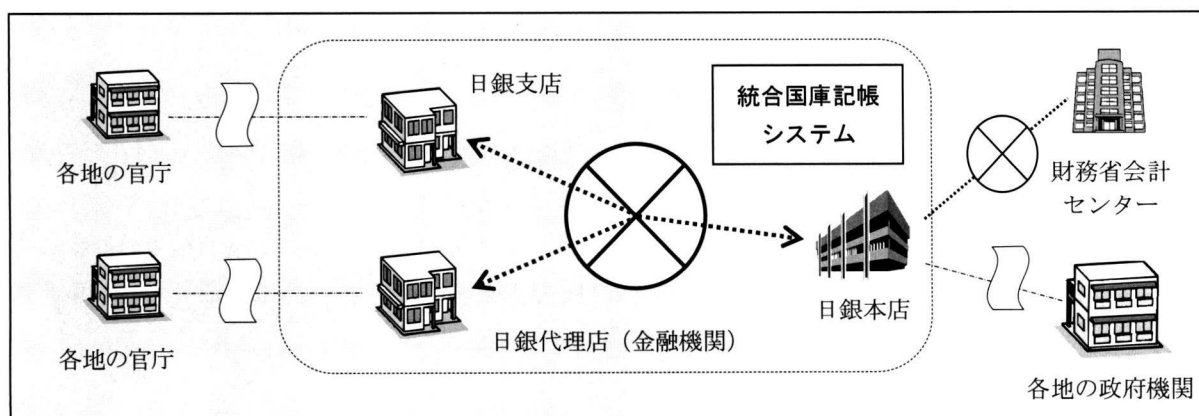 日銀支店
統合国庫記帳
システム
各地の官庁
財務省会計
センター
日銀本店
日銀代理店（金融機関）
各地の官庁
各地の政府機関